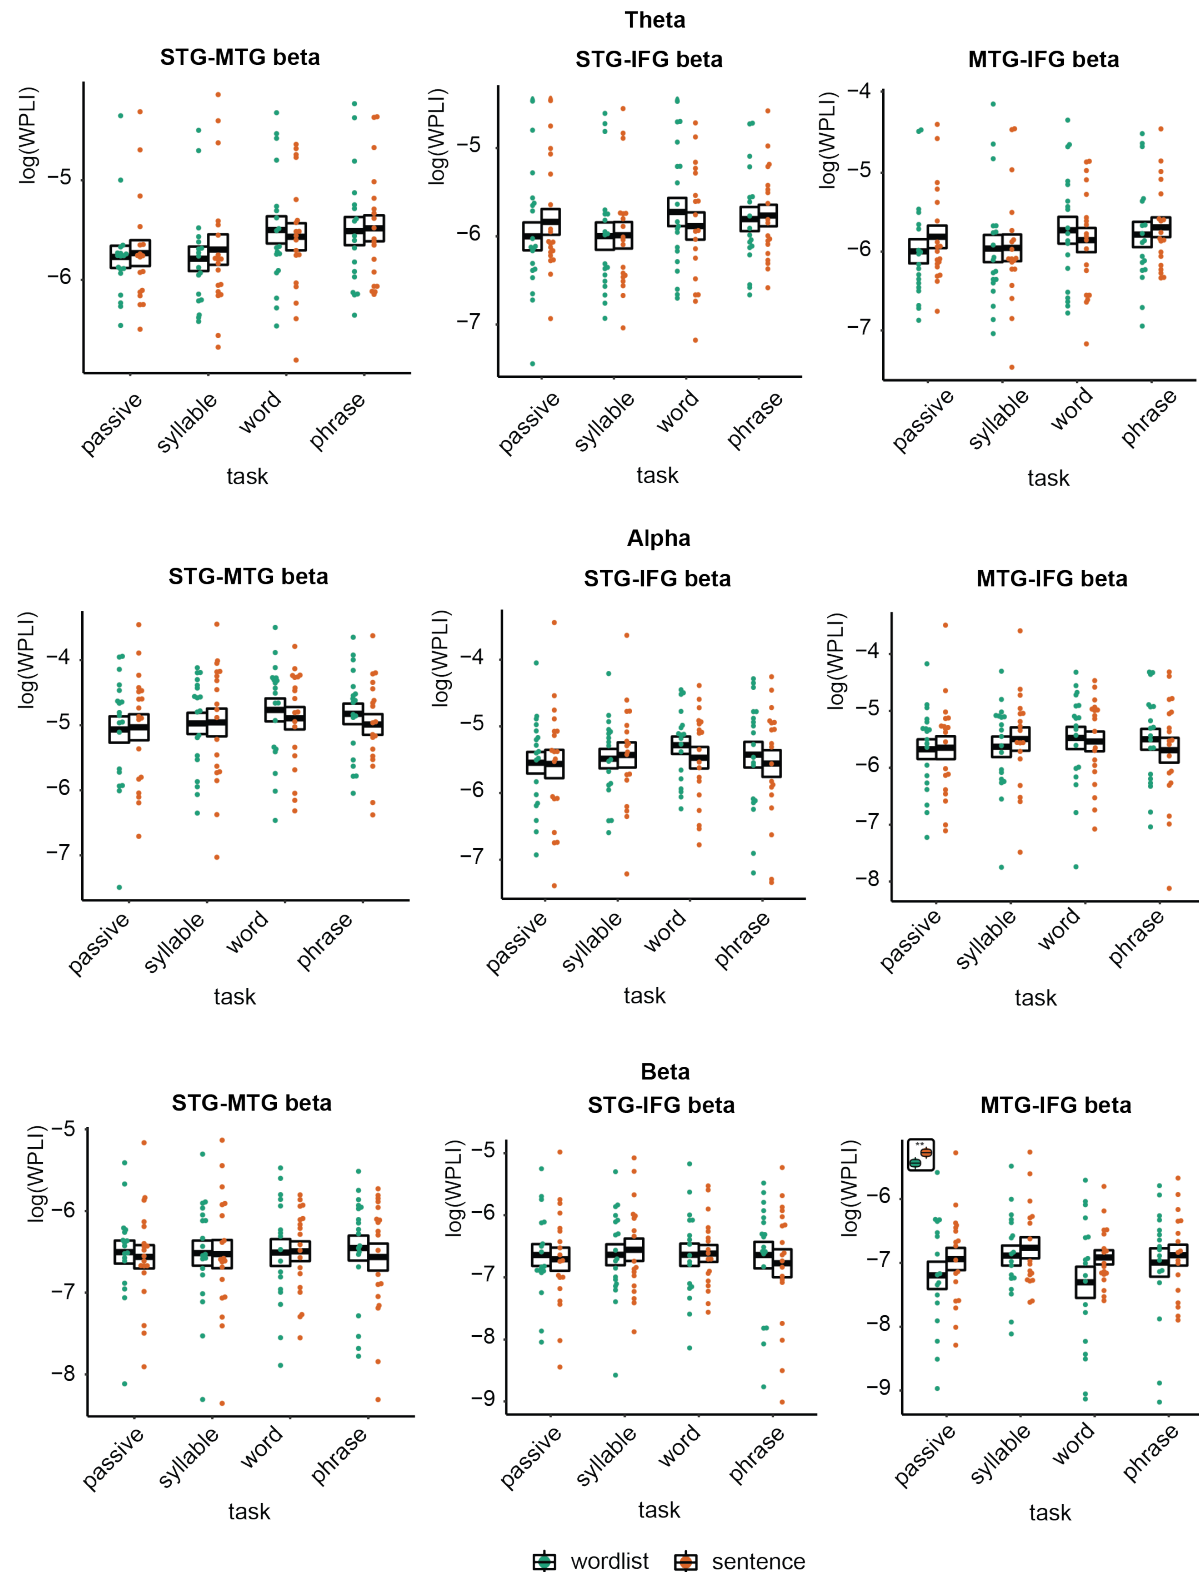 Theta
STG-MTG beta
STG-IFG beta
MTG-IFG beta
log(WPLI)
−5
−6
passive
syllable
word
phrase
task
log(WPLI)
−5
−6
−7
passive
syllable
word
phrase
task
log(WPLI)
−4
−5
−6
−7
passive
syllable
word
phrase
task
Alpha
STG-MTG beta
STG-IFG beta
MTG-IFG beta
log(WPLI)
−4
−5
−6
−7
passive
syllable
word
phrase
task
log(WPLI)
−4
−5
−6
−7
passive
syllable
word
phrase
task
log(WPLI)
−4
−5
−6
−7
−8
passive
syllable
word
phrase
task
Beta
STG-MTG beta
STG-IFG beta
MTG-IFG beta
log(WPLI)
−5
−6
−7
−8
passive
syllable
word
phrase
task
log(WPLI)
−5
−6
−7
−8
−9
passive
syllable
word
phrase
task
log(WPLI)
**
−6
−7
−8
−9
passive
syllable
word
phrase
task
wordlist sentence